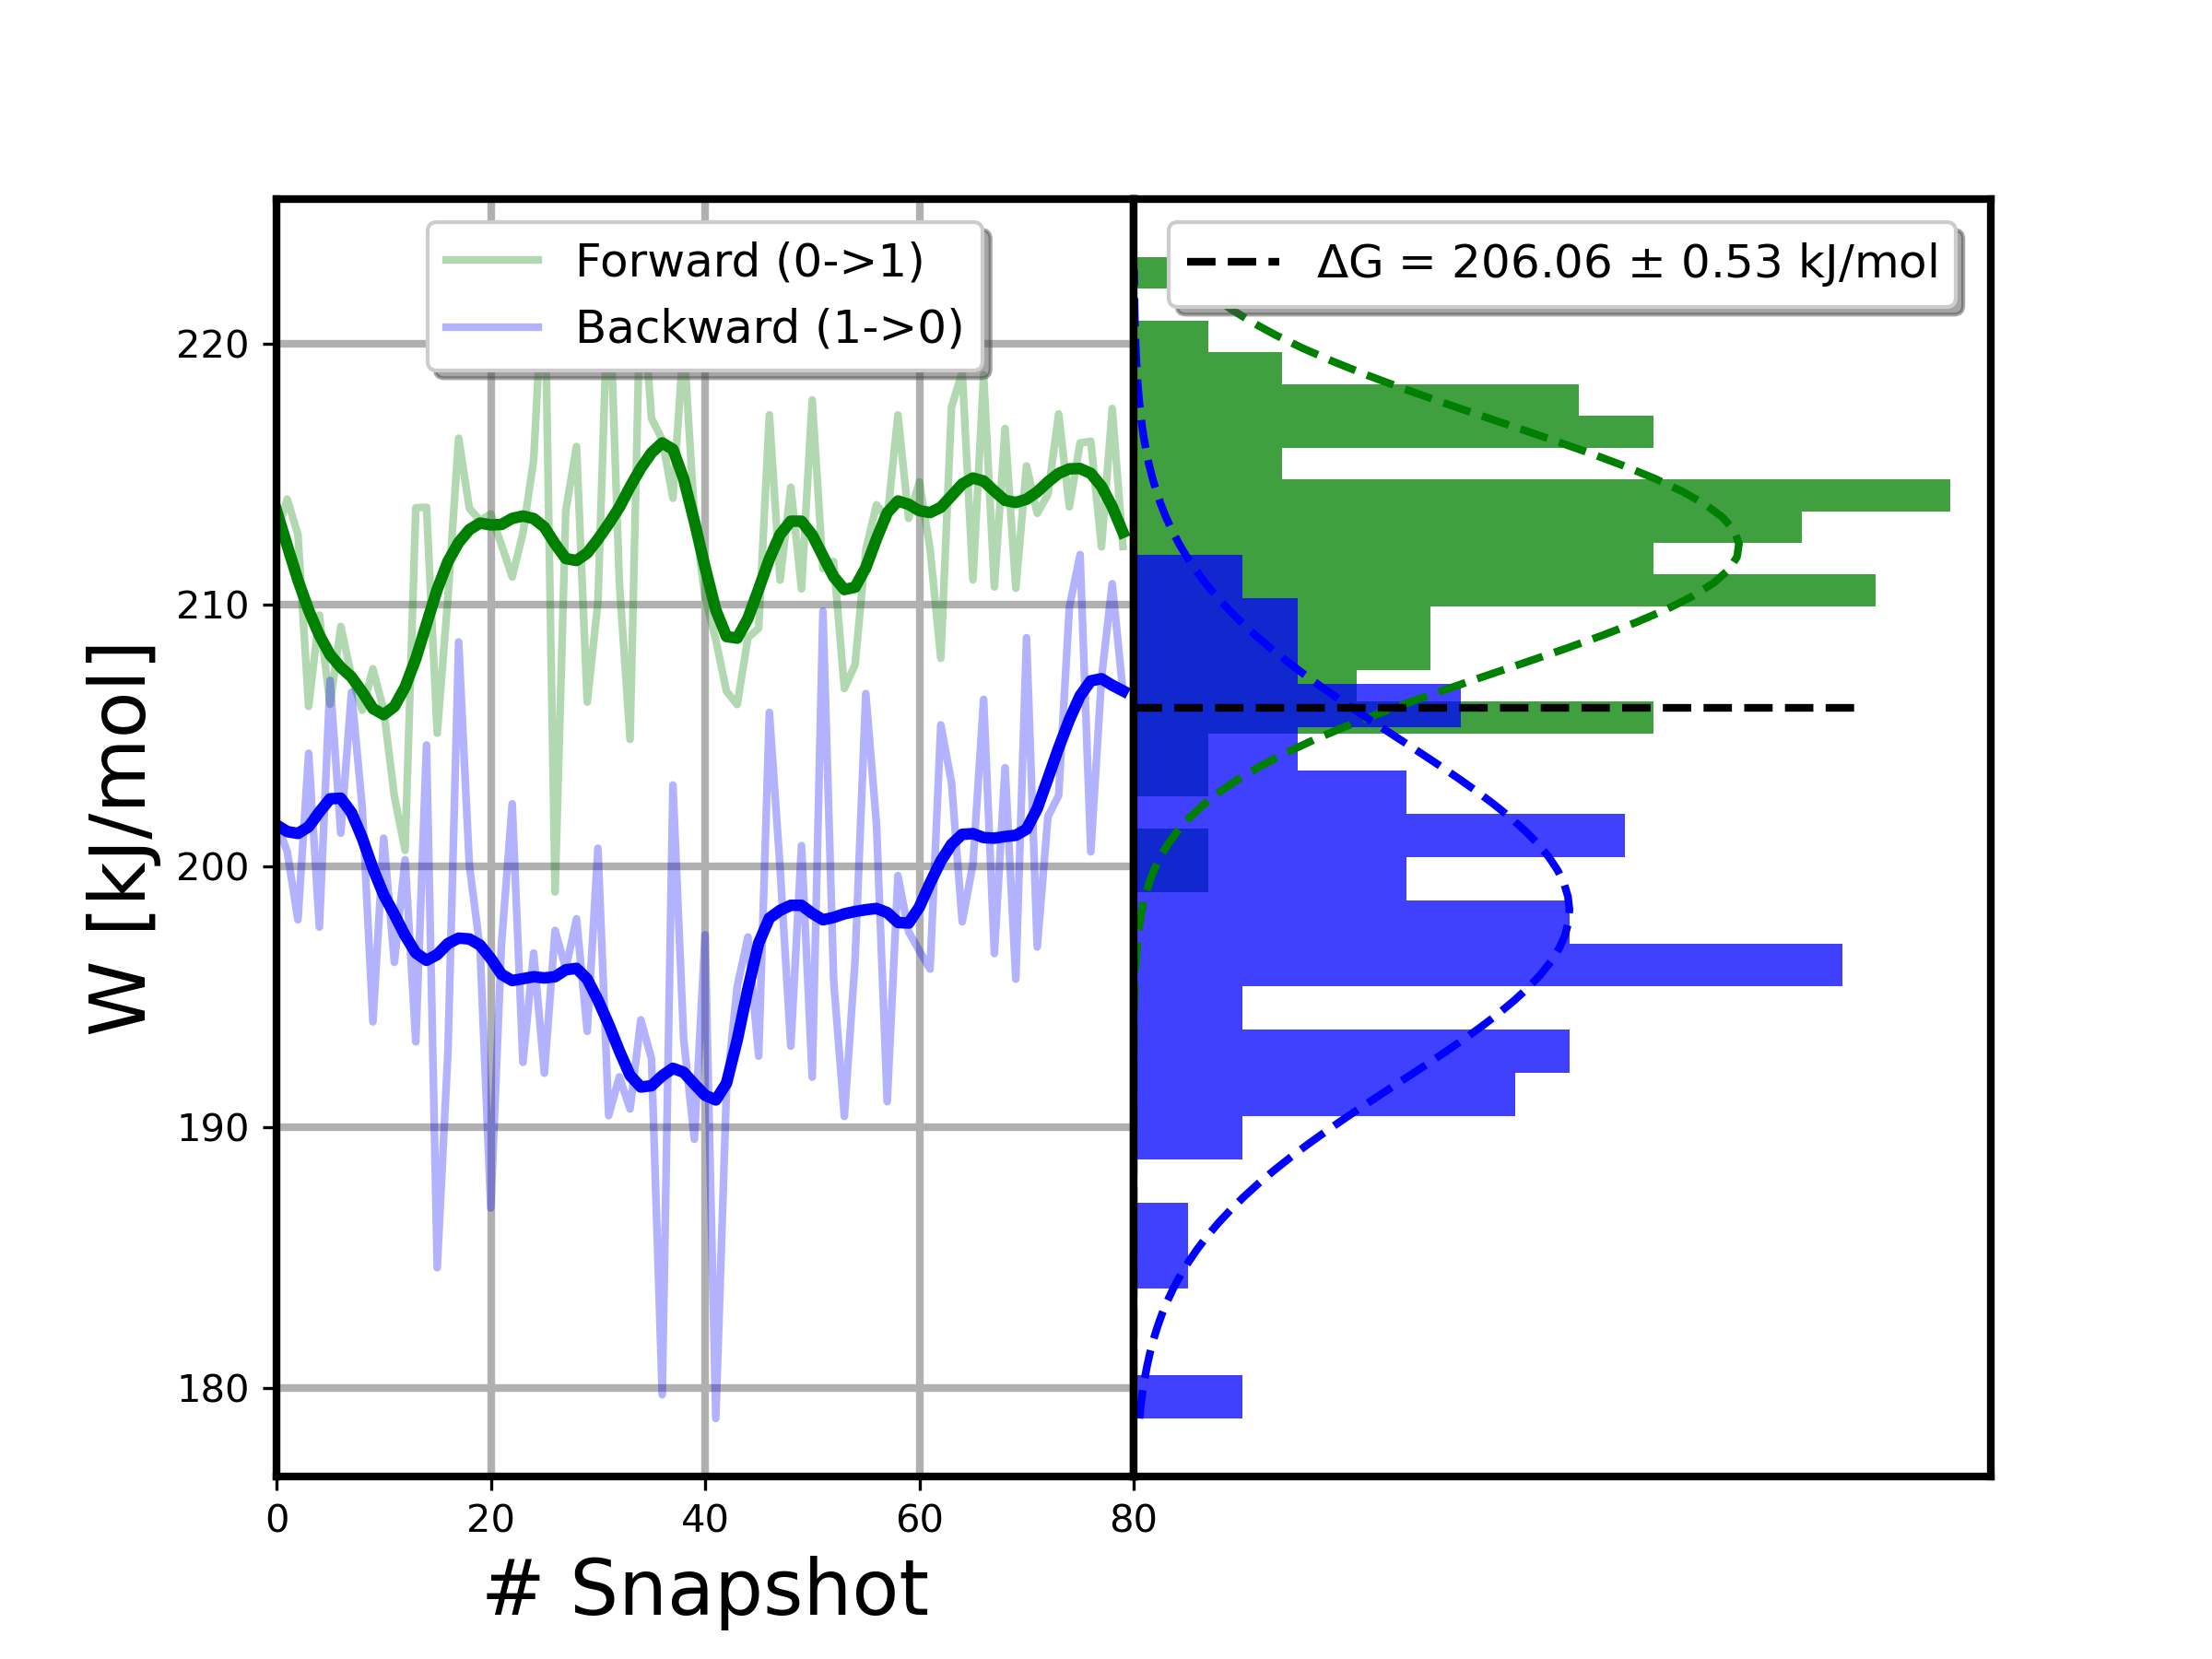 Forward (0->1)
Backward (1->0)
ΔG = 206.06 ± 0.53 kJ/mol
W [kJ/mol]
220
210
200
190
180
0 20 40 60 80
# Snapshot